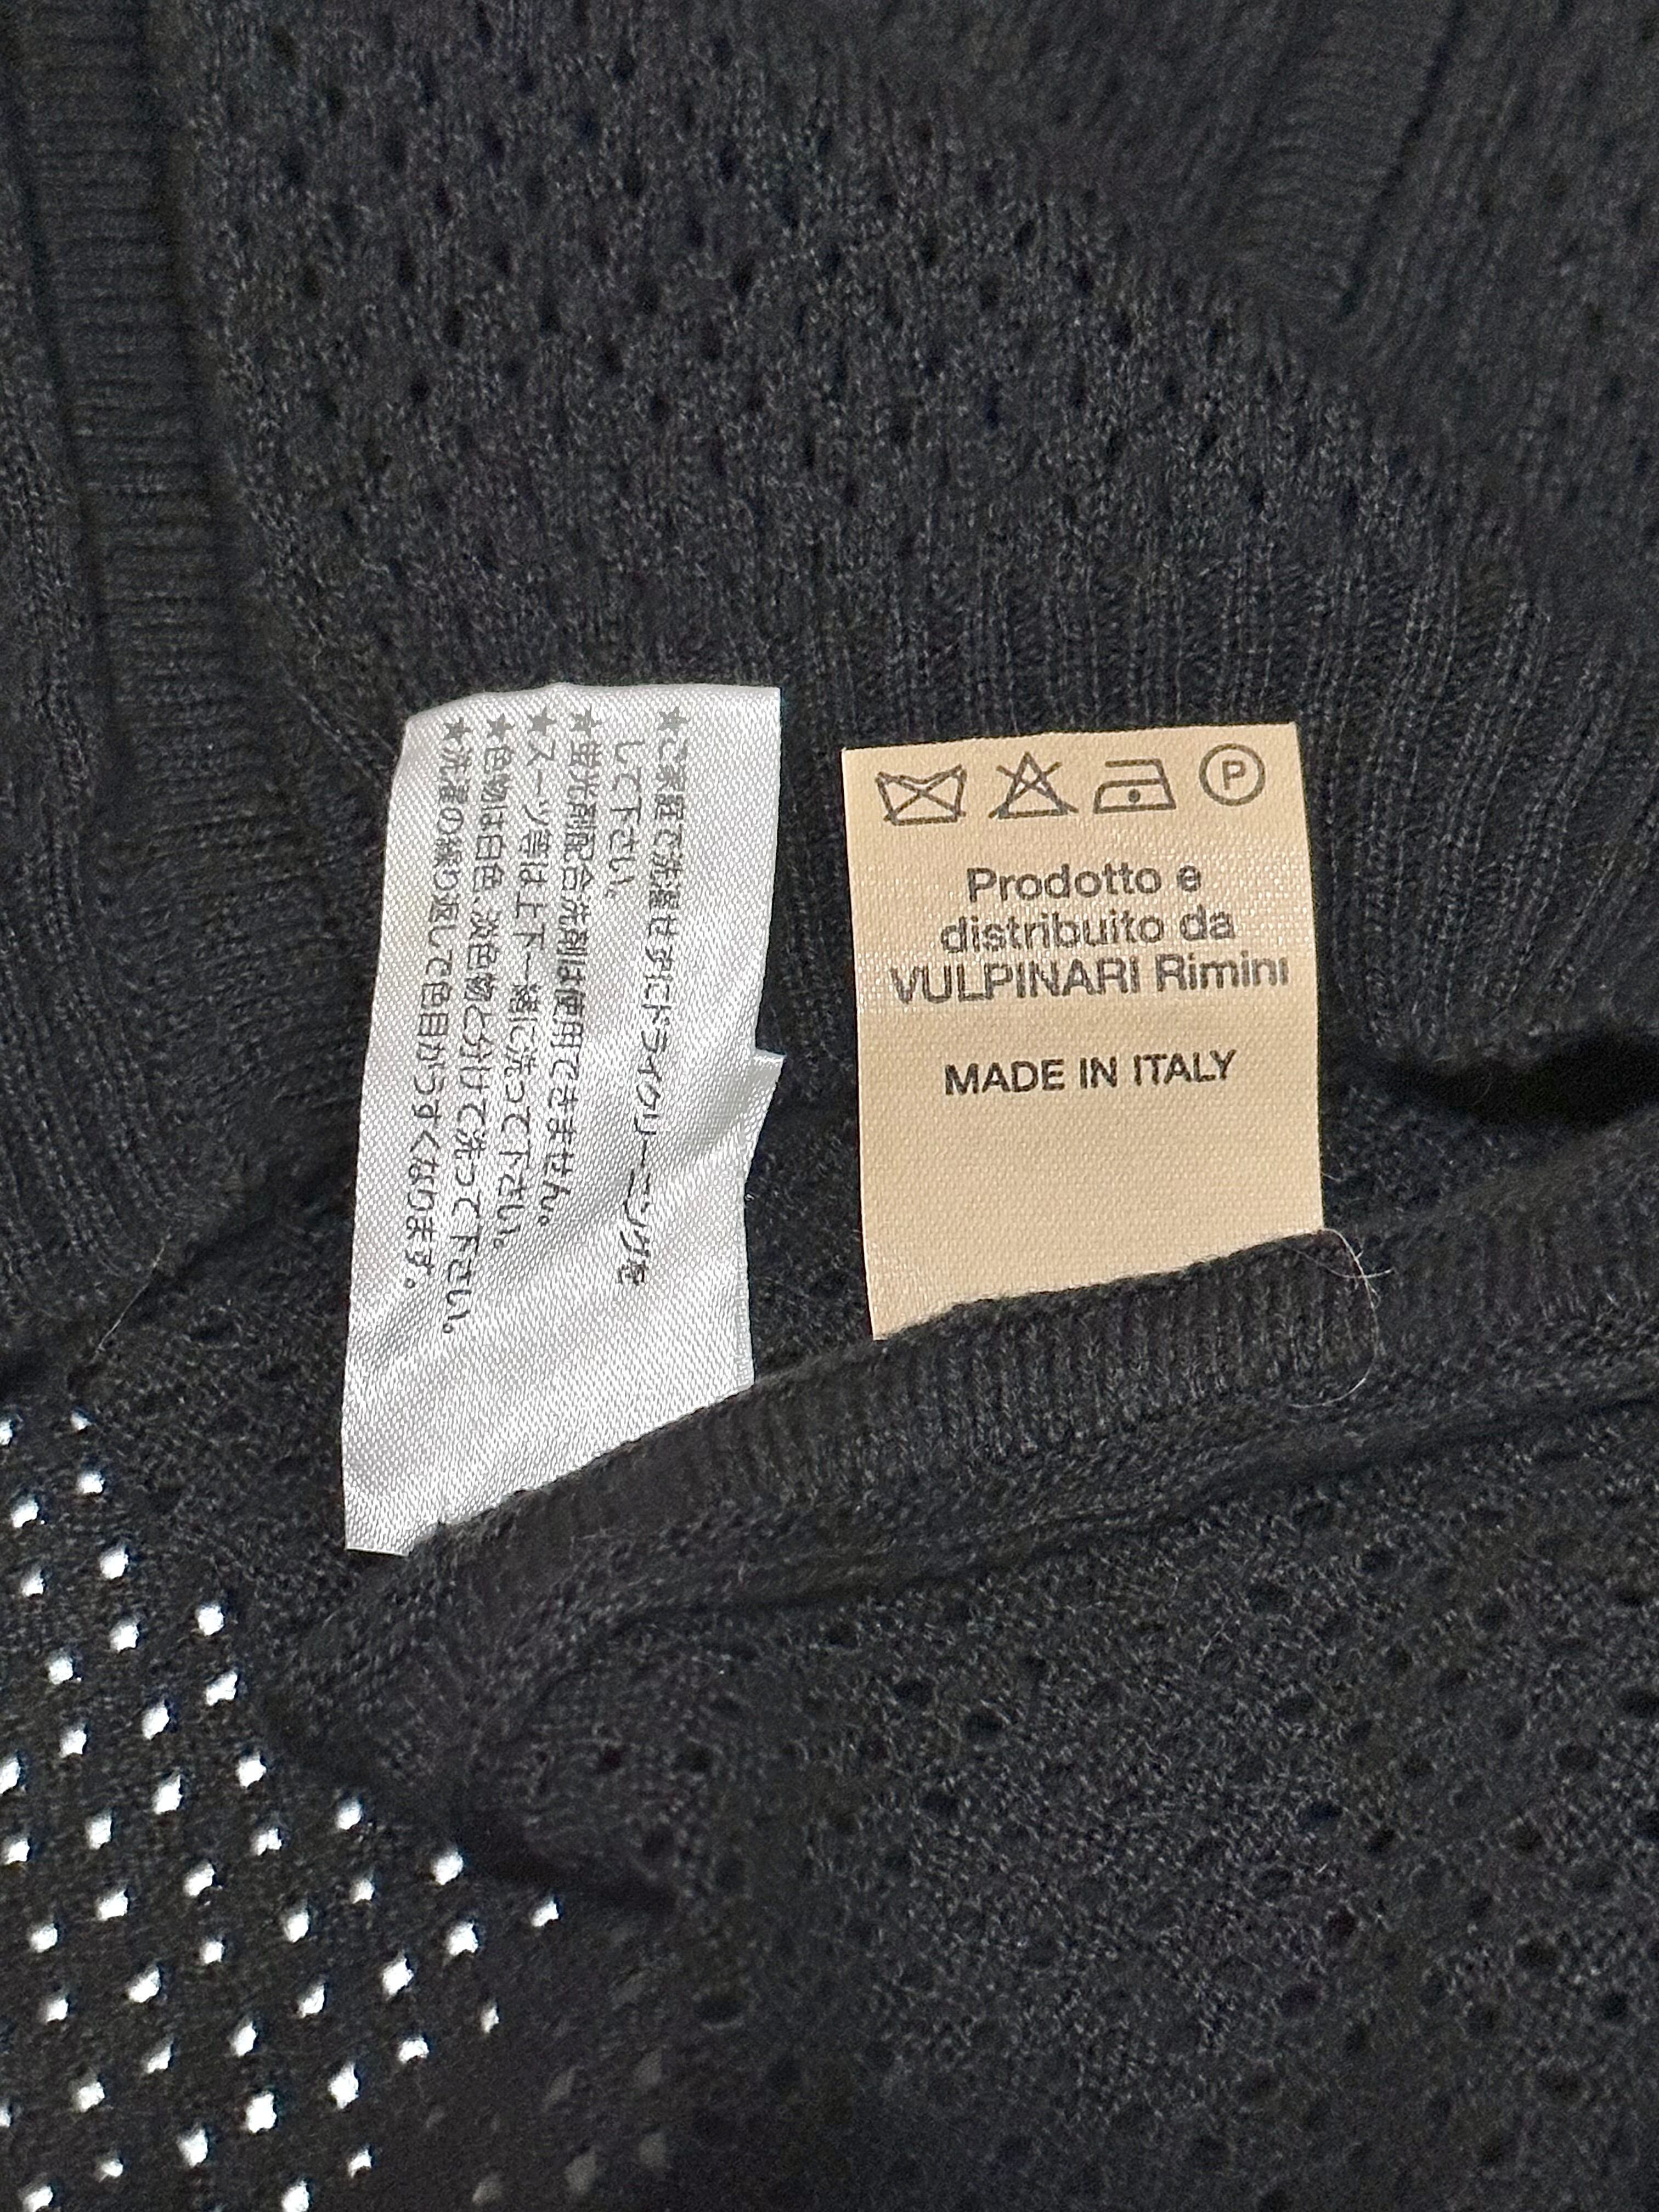 ★ご家庭で洗濯せずにドライクリーニングを
して下さい。
★蛍光剤配合洗剤は使用できません。
★スーツ等は上下一緒に洗って下さい。
★色物は白色、淡色物と分けて洗って下さい。
★洗濯の繰り返しで色目がうすくなります。
P
Prodotto e
distribuito da
VULPINARI Rimini
MADE IN ITALY